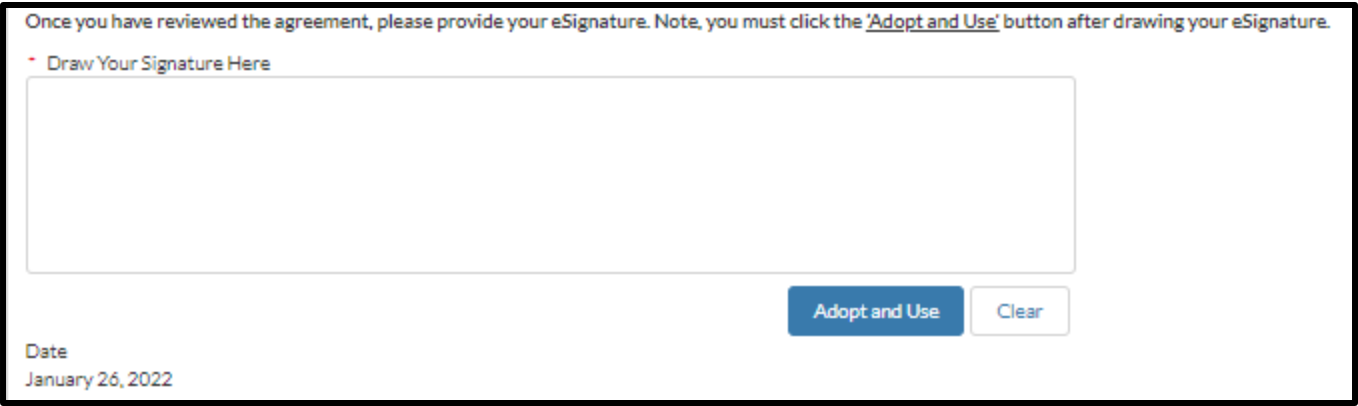 Once you have reviewed the agreement, please provide your eSignature. Note, you must click the 'Adopt and Use' button after drawing your eSignature.
* Draw Your Signature Here
Adopt and Use Clear
Date
January 26, 2022